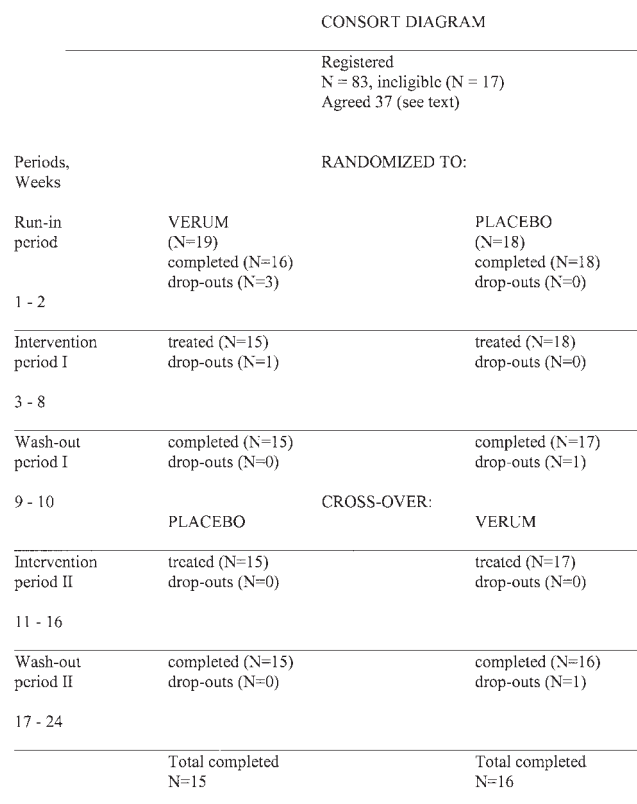 CONSORT DIAGRAM
Registered
N = 83, ineligible (N = 17)
Agreed 37 (see text)
Periods, RANDOMIZED TO:
Weeks
Run-in VERUM PLACEBO
period (N=19) (N=18)
completed (N=16) completed (N=18)
drop-outs (N=3) drop-outs (N=0)
1 - 2
Intervention treated (N=15) treated (N=18)
period I drop-outs (N=1) drop-outs (N=0)
3 - 8
Wash-out completed (N=15) completed (N=17)
period I drop-outs (N=0) drop-outs (N=1)
9 - 10 CROSS-OVER:
PLACEBO VERUM
Intervention treated (N=15) treated (N=17)
period II drop-outs (N=0) drop-outs (N=0)
11 - 16
Wash-out completed (N=15) completed (N=16)
period II drop-outs (N=0) drop-outs (N=1)
17 - 24
Total completed Total completed
N=15 N=16